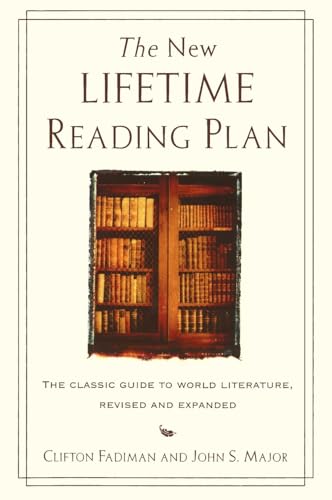 The New
LIFETIME
READING PLAN
THE CLASSIC GUIDE TO WORLD LITERATURE,
REVISED AND EXPANDED
CLIFTON FADIMAN AND JOHN S. MAJOR